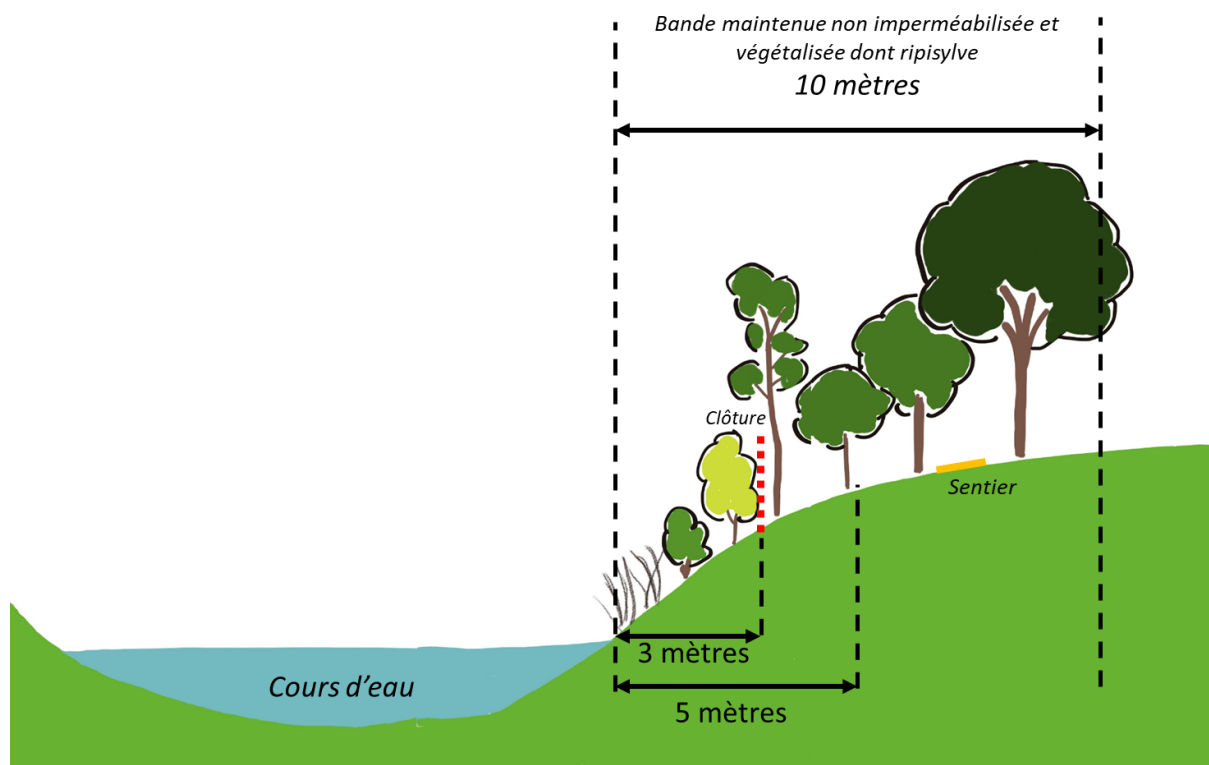 Bande maintenue non imperméabilisée et
végétalisée dont ripisylve
10 mètres
Clôture
Sentier
3 mètres
Cours d’eau
5 mètres